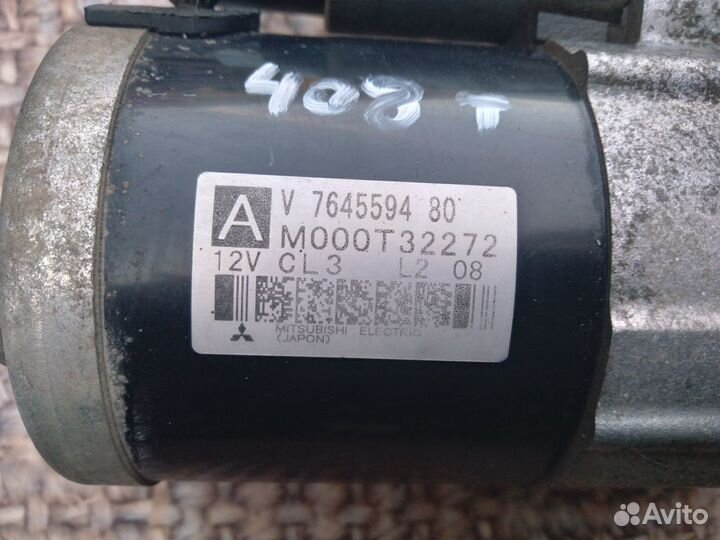 408 T
A V 7645594 80
M000T32272
12V CL3 L2 08
MITSUBISHI ELECTRIC
(JAPON)
Avito